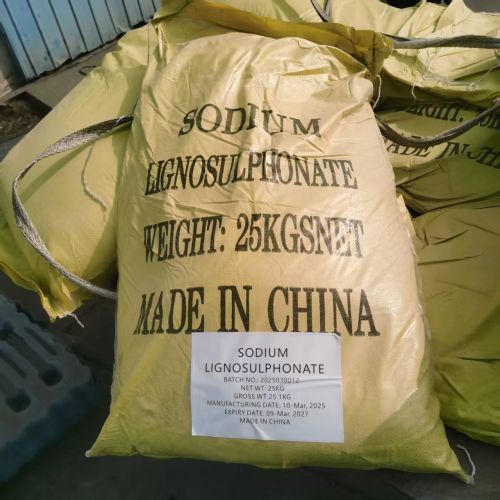 SODIUM
LIGNOSULPHONATE
WEIGHT: 25KGSNET
MADE IN CHINA
SODIUM
LIGNOSULPHONATE
BATCH NO.: 2025030012
NET WT: 25KG
GROSS WT:25.1KG
MANUFACTURING DATE: 10-Mar, 2025
EXPIRY DATE: 09-Mar, 2027
MADE IN CHINA